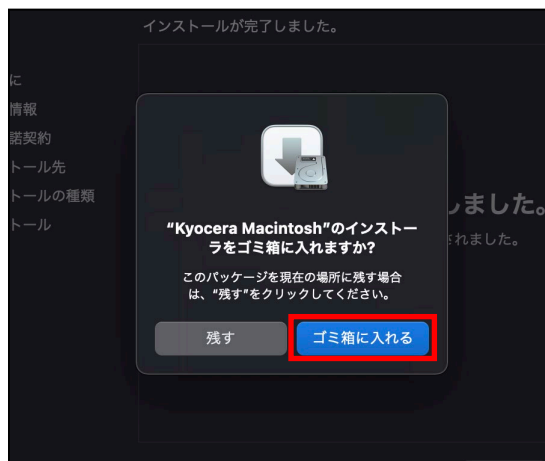 インストールが完了しました。
に
情報
諾契約
トール先
トールの種類
トール
しました。
されました。
“Kyocera Macintosh”のインストー
ラをゴミ箱に入れますか?
このパッケージを現在の場所に残す場合
は、“残す”をクリックしてください。
残す
ゴミ箱に入れる